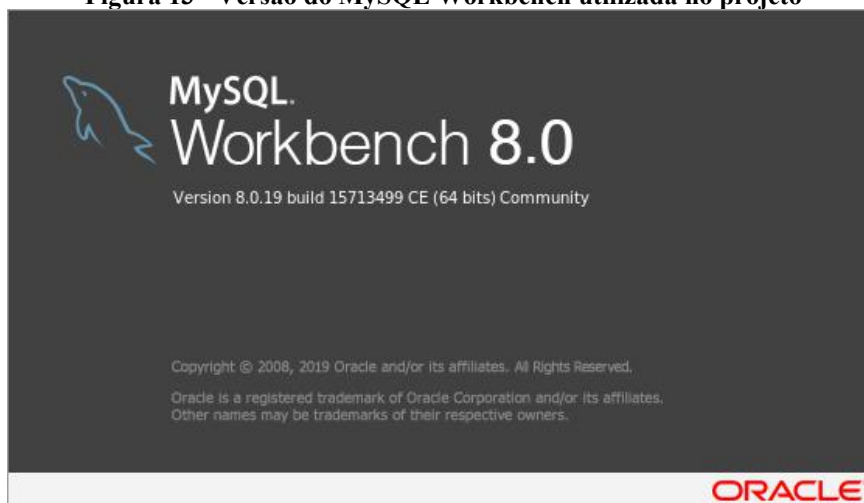 Figura 15 - Versão do MySQL Workbench utilizada no projeto
MySQL.
Workbench 8.0
Version 8.0.19 build 15713499 CE (64 bits) Community
Copyright © 2008, 2019 Oracle and/or its affiliates. All Rights Reserved.
Oracle is a registered trademark of Oracle Corporation and/or its affiliates.
Other names may be trademarks of their respective owners.
ORACLE